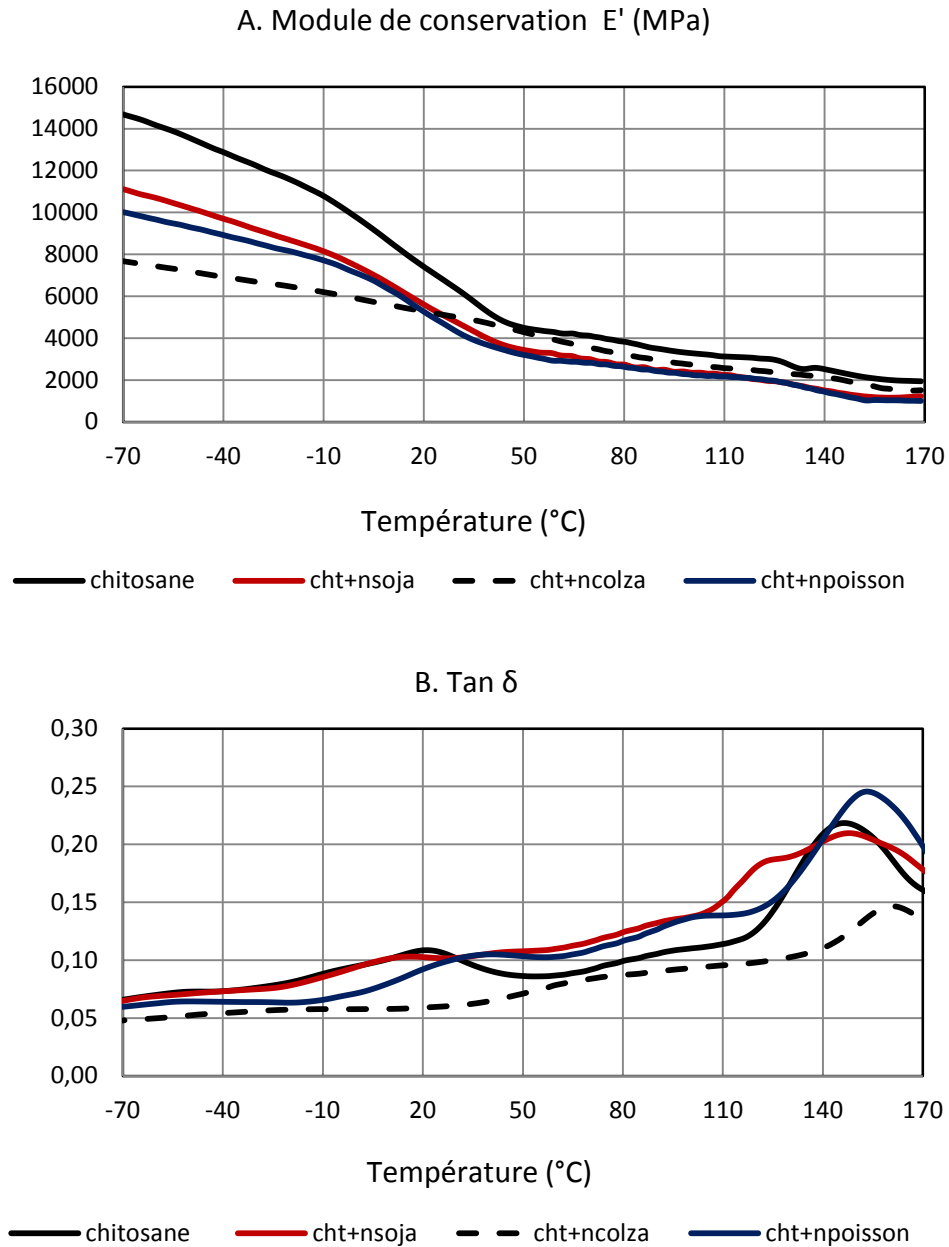 A. Module de conservation E' (MPa)
16000
14000
12000
10000
8000
6000
4000
2000
0
-70 -40 -10 20 50 80 110 140 170
Température (°C)
chitosane cht+nsoja cht+ncolza cht+npoisson
B. Tan δ
0,30
0,25
0,20
0,15
0,10
0,05
0,00
-70 -40 -10 20 50 80 110 140 170
Température (°C)
chitosane cht+nsoja cht+ncolza cht+npoisson